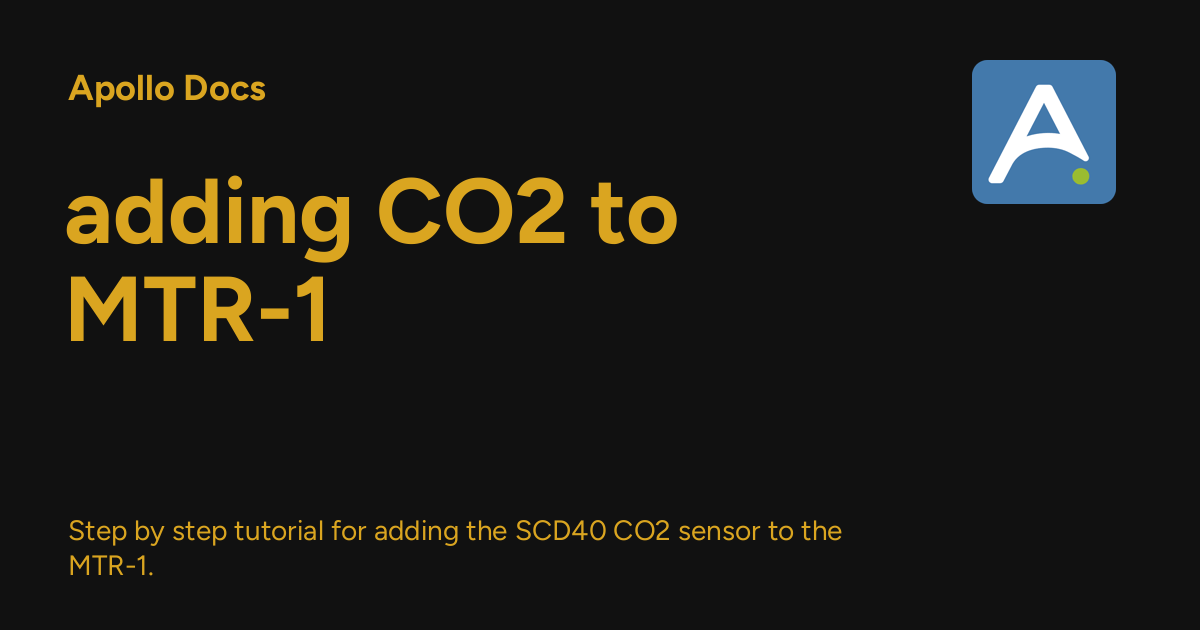 Apollo Docs
adding CO2 to
MTR-1
Step by step tutorial for adding the SCD40 CO2 sensor to the
MTR-1.